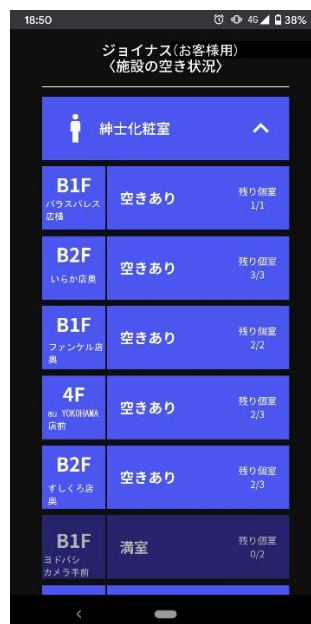 18:50
4G
38%
ジョイナス(お客様用)
〈施設の空き状況〉
紳士化粧室
B1F
バラスパレス
店横
空きあり
残り個室
1/1
B2F
いらか店奥
空きあり
残り個室
3/3
B1F
ファンケル店
奥
空きあり
残り個室
2/2
4F
au YOKOHAMA
店前
空きあり
残り個室
2/3
B2F
すしくろ店
奥
空きあり
残り個室
2/3
B1F
ヨドバシ
カメラ手前
満室
残り個室
0/2